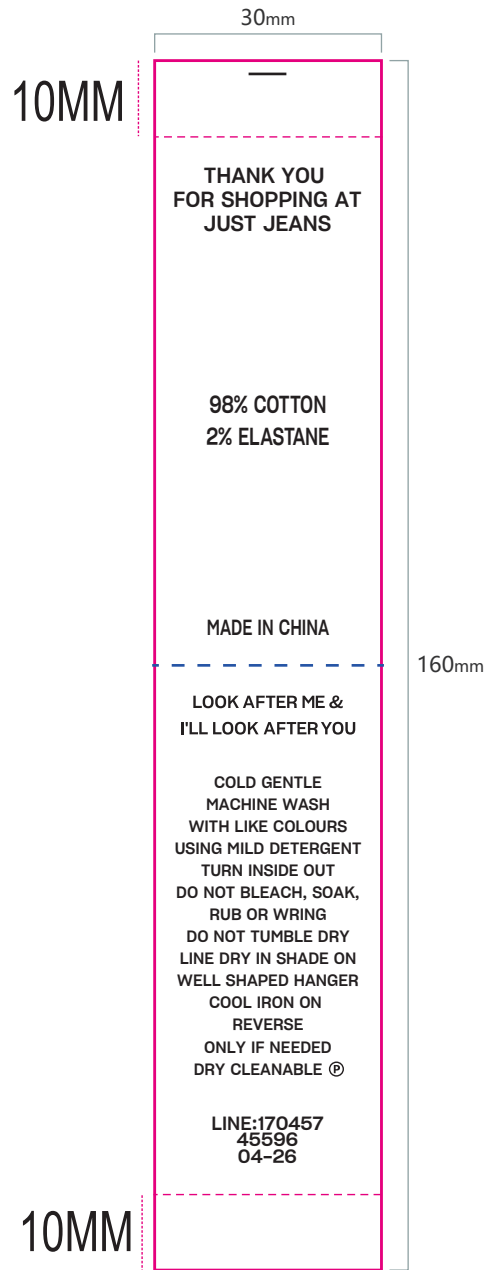 30mm
10MM
THANK YOU
FOR SHOPPING AT
JUST JEANS
98% COTTON
2% ELASTANE
MADE IN CHINA
160mm
LOOK AFTER ME &
I'LL LOOK AFTER YOU
COLD GENTLE
MACHINE WASH
WITH LIKE COLOURS
USING MILD DETERGENT
TURN INSIDE OUT
DO NOT BLEACH, SOAK,
RUB OR WRING
DO NOT TUMBLE DRY
LINE DRY IN SHADE ON
WELL SHAPED HANGER
COOL IRON ON
REVERSE
ONLY IF NEEDED
DRY CLEANABLE Ⓟ
LINE:170457
45596
04-26
10MM